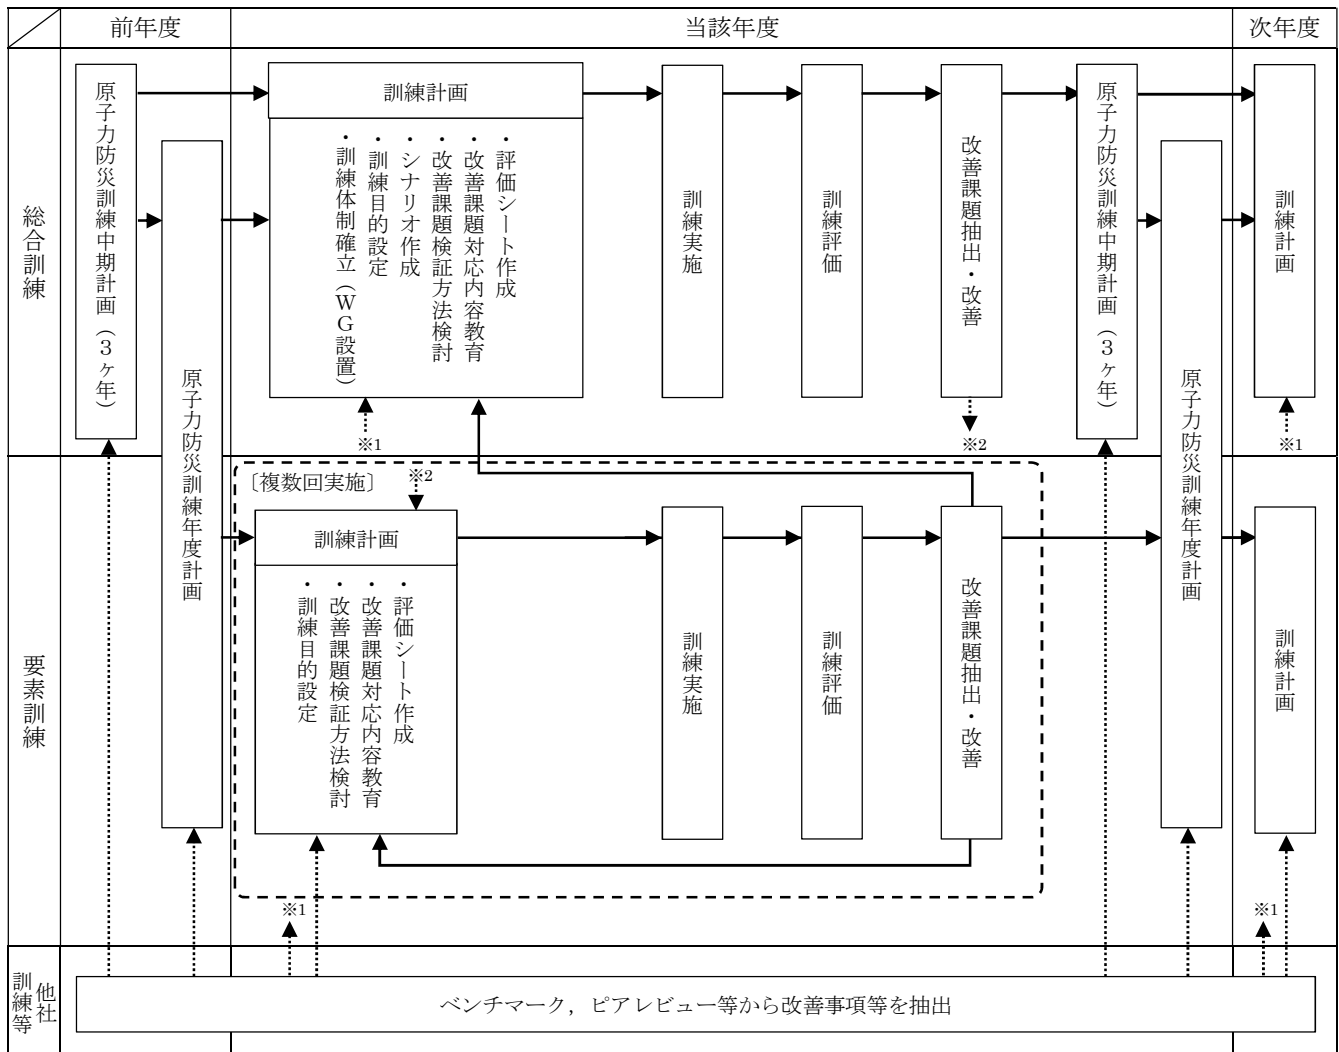 前年度
当該年度
次年度
総合訓練
原子力防災訓練中期計画（３ヶ年）
原子力防災訓練年度計画
訓練計画
・訓練体制確立（ＷＧ設置）
・訓練目的設定
・シナリオ作成
・改善課題検証方法検討
・改善課題対応内容教育
・評価シート作成
※1
訓練実施
訓練評価
改善課題抽出・改善
※2
原子力防災訓練中期計画（３ヶ年）
原子力防災訓練年度計画
訓練計画
※1
要素訓練
〔複数回実施〕
※2
訓練計画
・訓練目的設定
・改善課題検証方法検討
・改善課題対応内容教育
・評価シート作成
訓練実施
訓練評価
改善課題抽出・改善
訓練計画
※1
※1
他社
訓練等
ベンチマーク，ピアレビュー等から改善事項等を抽出